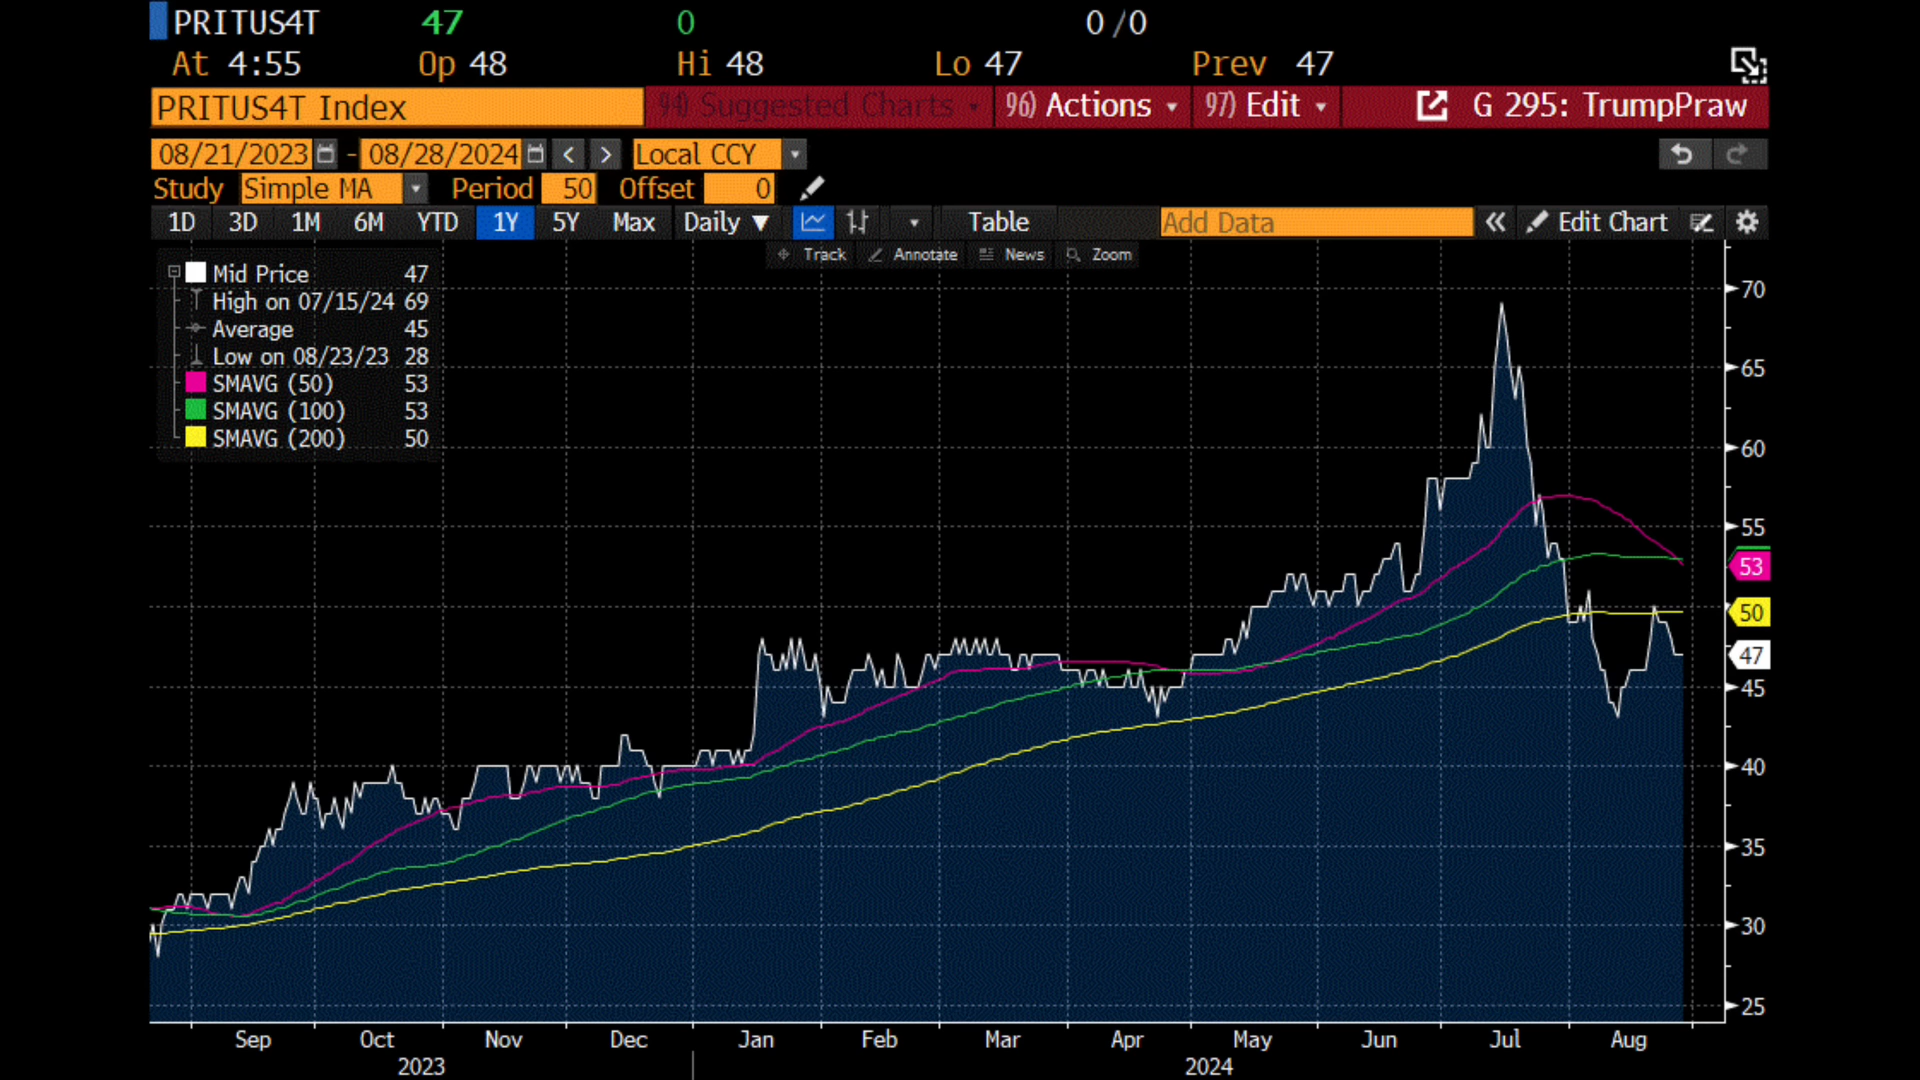 PRITUS4T 47 0 0 /0
At 4:55 Op 48 Hi 48 Lo 47 Prev 47
PRITUS4T Index 94) Suggested Charts 96) Actions 97) Edit G 295: TrumpPraw
08/21/2023 - 08/28/2024 < > Local CCY
Study Simple MA Period 50 Offset 0
1D 3D 1M 6M YTD 1Y 5Y Max Daily ▼ Table Add Data « Edit Chart
Track Annotate News Zoom
Mid Price 47
High on 07/15/24 69
Average 45
Low on 08/23/23 28
SMAVG (50) 53
SMAVG (100) 53
SMAVG (200) 50
70
65
60
55
53
50
47
45
40
35
30
25
Sep Oct Nov Dec Jan Feb Mar Apr May Jun Jul Aug
2023 2024